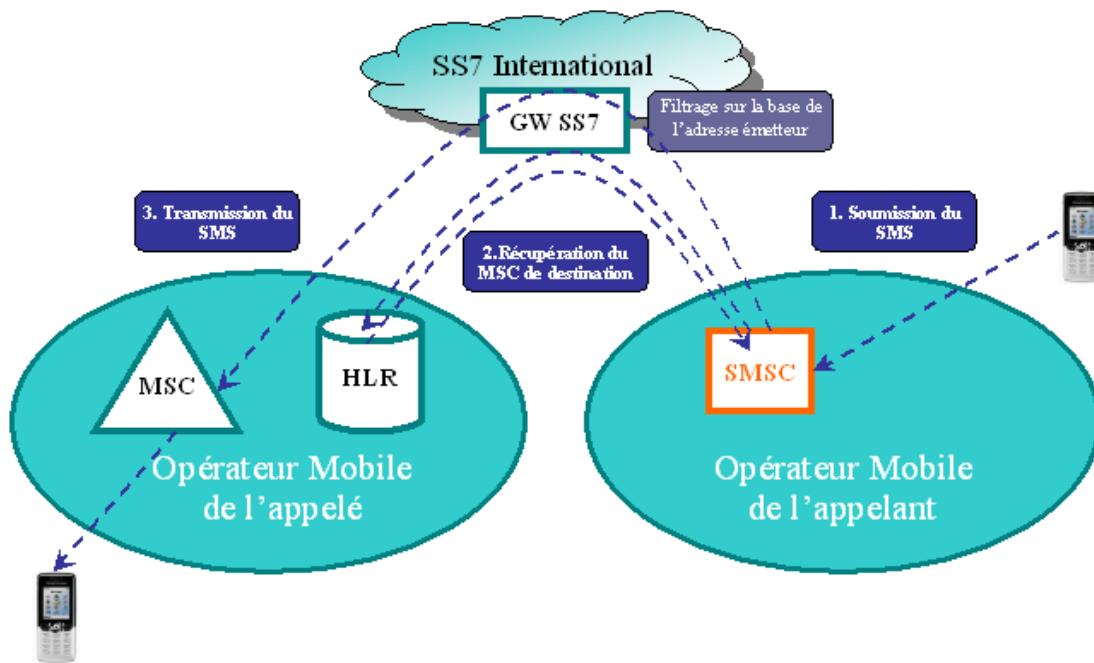 SS7 International
GW SS7
Filtrage sur la base de
l'adresse émetteur
3. Transmission du
SMS
2.Récupération du
MSC de destination
1. Soumission du
SMS
MSC
HLR
SMSC
Opérateur Mobile
de l'appelé
Opérateur Mobile
de l'appelant